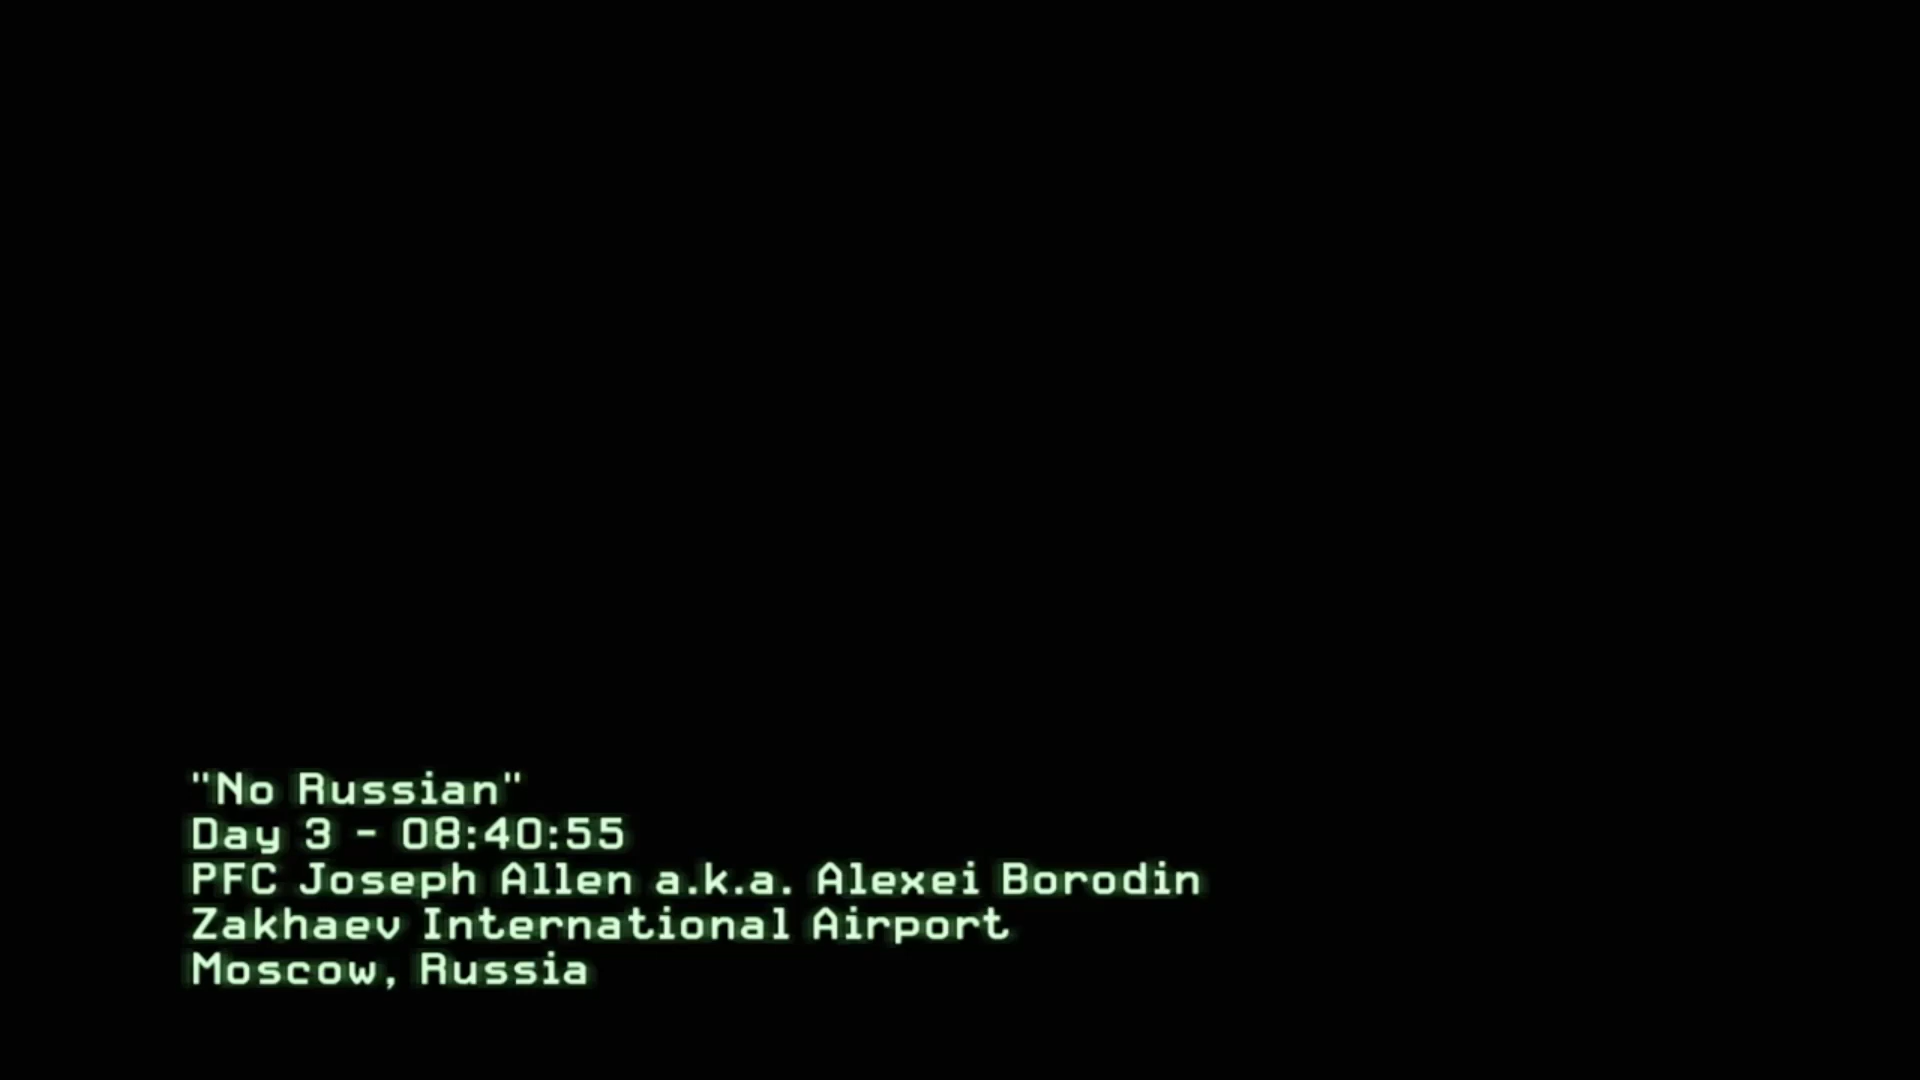 "No Russian"
Day 3 - 08:40:55
PFC Joseph Allen a.k.a. Alexei Borodin
Zakhaev International Airport
Moscow, Russia